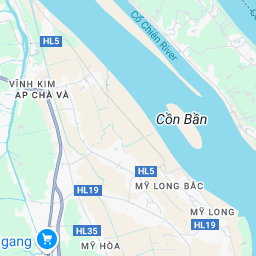 Cổ Chiên River
HL5
VĨNH KIM
AP CHÀ VÀ
Cồn Bần
HL5
HL19
MỸ LONG BẮC
MỸ LONG
HL19
HL35
gang
MỸ HÒA